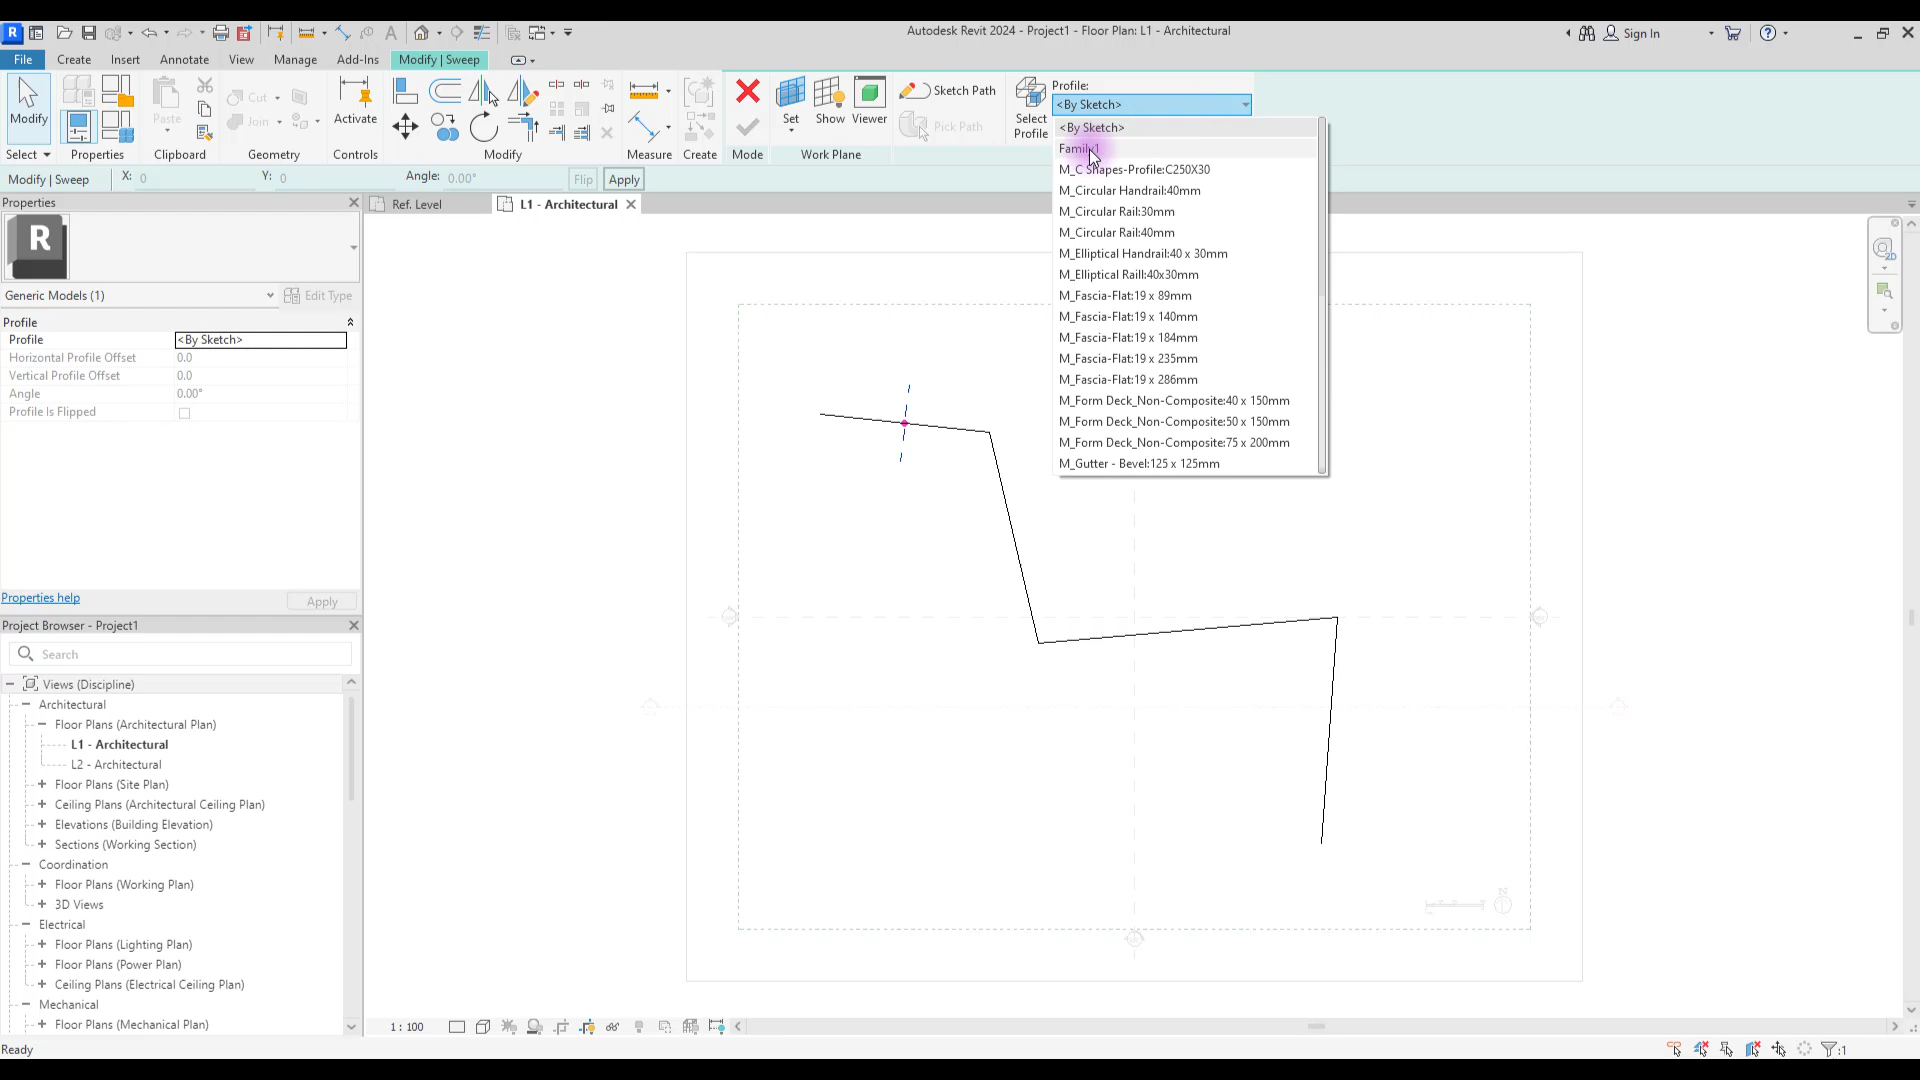 R
Autodesk Revit 2024 - Project1 - Floor Plan: L1 - Architectural
Sign In
File Create Insert Annotate View Manage Add-Ins Modify | Sweep
Modify
Select
Properties
Paste
Clipboard
Cut
Join
Geometry
Activate
Controls
Modify
Measure
Create
Mode
Set
Show
Viewer
Work Plane
Sketch Path
Pick Path
Select
Profile
Profile:
<By Sketch>
<By Sketch>
Family1
M_C Shapes-Profile:C250X30
M_Circular Handrail:40mm
M_Circular Rail:30mm
M_Circular Rail:40mm
M_Elliptical Handrail:40 x 30mm
M_Elliptical Raill:40x30mm
M_Fascia-Flat:19 x 89mm
M_Fascia-Flat:19 x 140mm
M_Fascia-Flat:19 x 184mm
M_Fascia-Flat:19 x 235mm
M_Fascia-Flat:19 x 286mm
M_Form Deck_Non-Composite:40 x 150mm
M_Form Deck_Non-Composite:50 x 150mm
M_Form Deck_Non-Composite:75 x 200mm
M_Gutter - Bevel:125 x 125mm
Modify | Sweep X: 0 Y: 0 Angle: 0.00° Flip Apply
Properties
Ref. Level
L1 - Architectural
R
Generic Models (1)
Edit Type
Profile
Profile <By Sketch>
Horizontal Profile Offset 0.0
Vertical Profile Offset 0.0
Angle 0.00°
Profile Is Flipped
Properties help
Apply
Project Browser - Project1
Search
Views (Discipline)
Architectural
Floor Plans (Architectural Plan)
L1 - Architectural
L2 - Architectural
Floor Plans (Site Plan)
Ceiling Plans (Architectural Ceiling Plan)
Elevations (Building Elevation)
Sections (Working Section)
Coordination
Floor Plans (Working Plan)
3D Views
Electrical
Floor Plans (Lighting Plan)
Floor Plans (Power Plan)
Ceiling Plans (Electrical Ceiling Plan)
Mechanical
Floor Plans (Mechanical Plan)
2D
N
1 : 100
Ready
:1